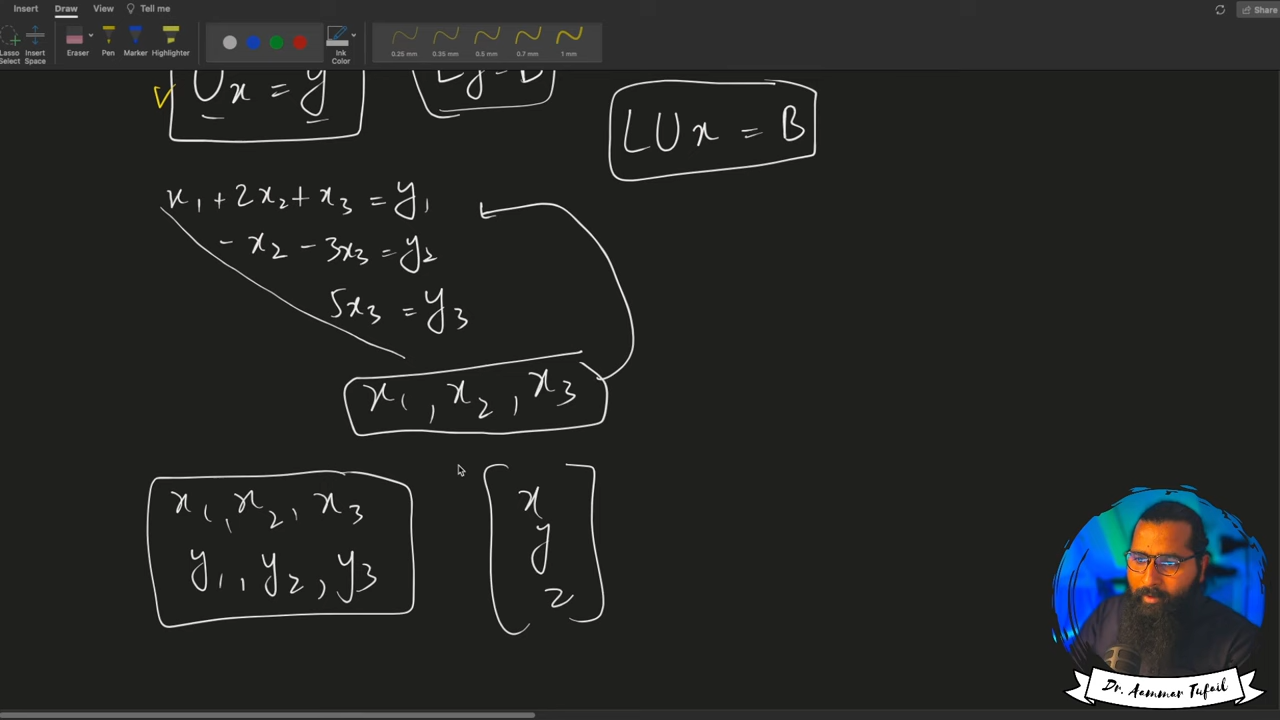 Insert Draw View Tell me
Share
Lasso Select Insert Space Eraser Pen Marker Highlighter Ink Color 0.25 mm 0.35 mm 0.5 mm 0.7 mm 1 mm
Ux = y
Ly = B
LUx = B
x₁ + 2x₂ + x₃ = y₁
- x₂ - 3x₃ = y₂
5x₃ = y₃
x₁, x₂, x₃
x₁, x₂, x₃
y₁, y₂, y₃
x
y
z
Dr. Aammar Tufail